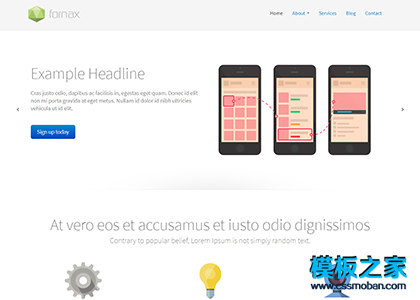 fornax
Home About Services Blog Contact
Example Headline
Cras justo odio, dapibus ac facilisis in, egestas eget quam. Donec id elit
non mi porta gravida at eget metus. Nullam id dolor id nibh ultricies
vehicula ut id elit.
Sign up today
At vero eos et accusamus et iusto odio dignissimos
Contrary to popular belief, Lorem Ipsum is not simply random text.
模板之家
www.cssmoban.com